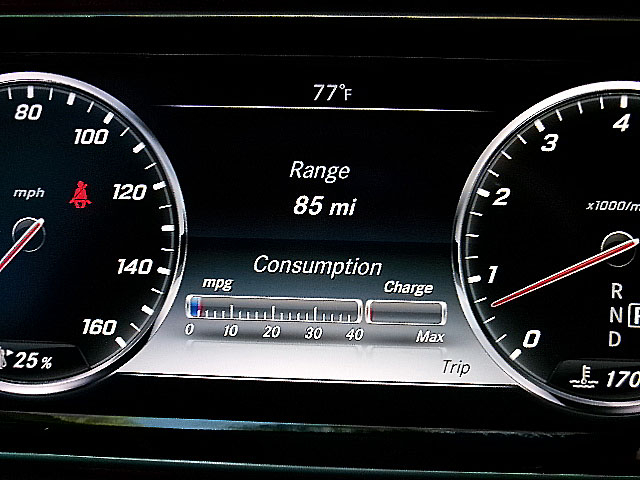 77°F
80
100
mph
120
140
160
25%
Range
85 mi
Consumption
mpg
Charge
0 10 20 30 40
Max
Trip
4
3
2
x1000/m
1
0
R
N P
D
170